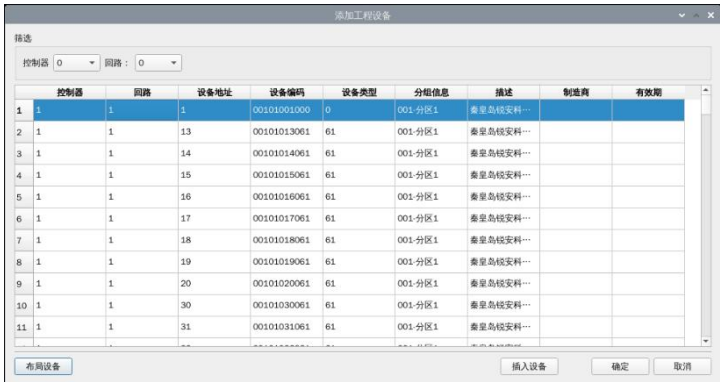 添加工程设备
筛选
控制器 0 回路： 0
控制器 回路 设备地址 设备编码 设备类型 分组信息 描述 制造商 有效期
1 1 1 1 00101001000 0 001-分区1 秦皇岛锐安科…
2 1 1 13 00101013061 61 001-分区1 秦皇岛锐安科…
3 1 1 14 00101014061 61 001-分区1 秦皇岛锐安科…
4 1 1 15 00101015061 61 001-分区1 秦皇岛锐安科…
5 1 1 16 00101016061 61 001-分区1 秦皇岛锐安科…
6 1 1 17 00101017061 61 001-分区1 秦皇岛锐安科…
7 1 1 18 00101018061 61 001-分区1 秦皇岛锐安科…
8 1 1 19 00101019061 61 001-分区1 秦皇岛锐安科…
9 1 1 20 00101020061 61 001-分区1 秦皇岛锐安科…
10 1 1 30 00101030061 61 001-分区1 秦皇岛锐安科…
11 1 1 31 00101031061 61 001-分区1 秦皇岛锐安科…
布局设备 插入设备 确定 取消